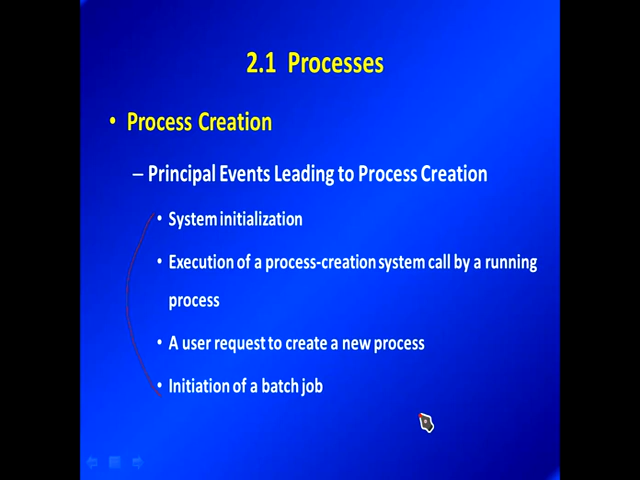 2.1 Processes
• Process Creation
– Principal Events Leading to Process Creation
• System initialization
• Execution of a process-creation system call by a running
process
• A user request to create a new process
• Initiation of a batch job